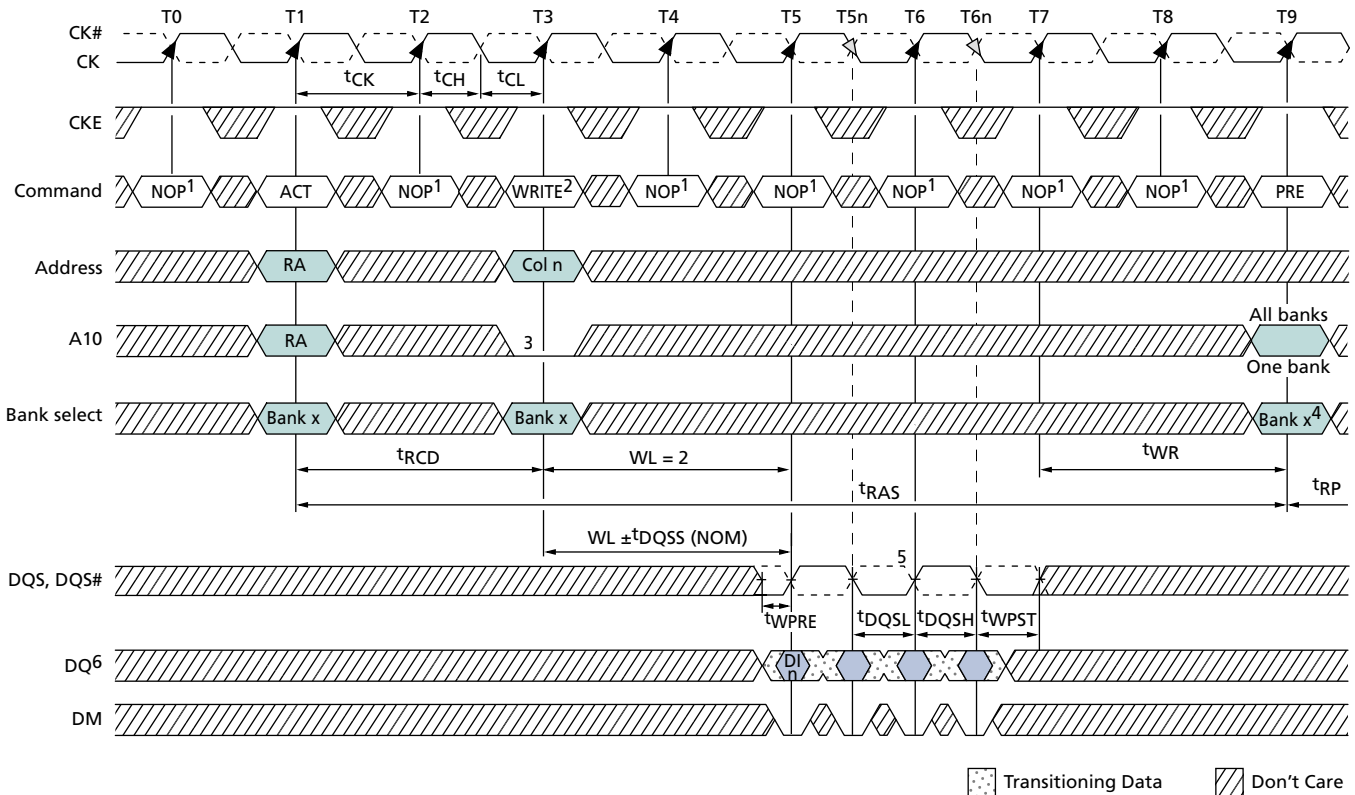 T0 T1 T2 T3 T4 T5 T5n T6 T6n T7 T8 T9
CK#
CK
tCK tCH tCL
CKE
Command NOP1 ACT NOP1 WRITE2 NOP1 NOP1 NOP1 NOP1 NOP1 PRE
Address RA Col n
All banks
A10 RA 3
One bank
Bank select Bank x Bank x Bank x4
tRCD WL = 2 tWR
tRAS tRP
WL ±tDQSS (NOM)
5
DQS, DQS#
tWPRE tDQSL tDQSH tWPST
DQ6 DI
n
DM
Transitioning Data Don't Care